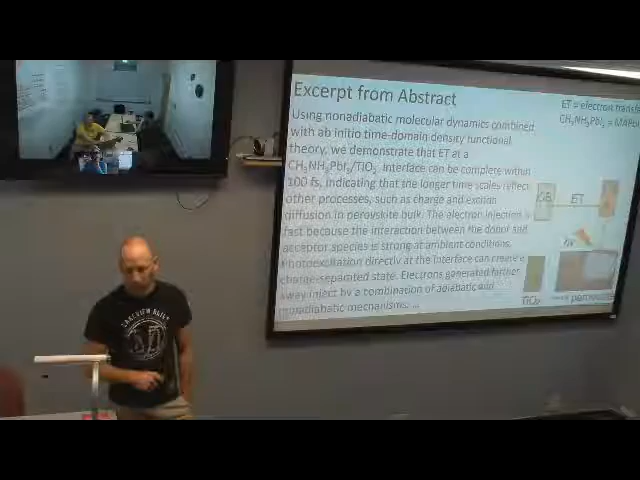 Excerpt from Abstract
Using nonadiabatic molecular dynamics combined
with ab initio time-domain density functional
theory, we demonstrate that ET at a
CH₃NH₃PbI₃/TiO₂ interface can be complete within
100 fs, indicating that the longer time scales reflect
other processes, such as charge and exciton
diffusion in perovskite bulk. The electron injection is
fast because the interaction between the donor and
acceptor species is strong at ambient conditions.
Photoexcitation directly at the interface can create a
charge-separated state. Electrons generated farther
away inject by a combination of adiabatic and
nonadiabatic mechanisms. ...
ET = electron transf
CH₃NH₃PbI₃ = MAPbI
CB
ET
hv
TiO₂
perovskite
LAKEVIEW